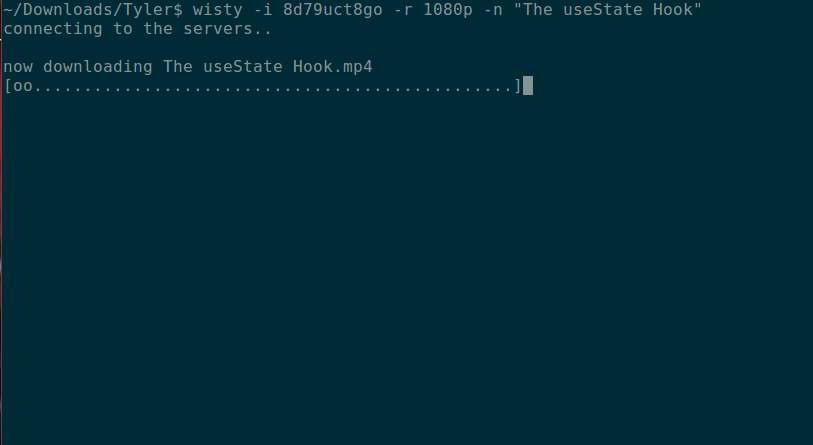 ~/Downloads/Tyler$ wisty -i 8d79uct8go -r 1080p -n "The useState Hook"
connecting to the servers..
now downloading The useState Hook.mp4
[oo................................................]